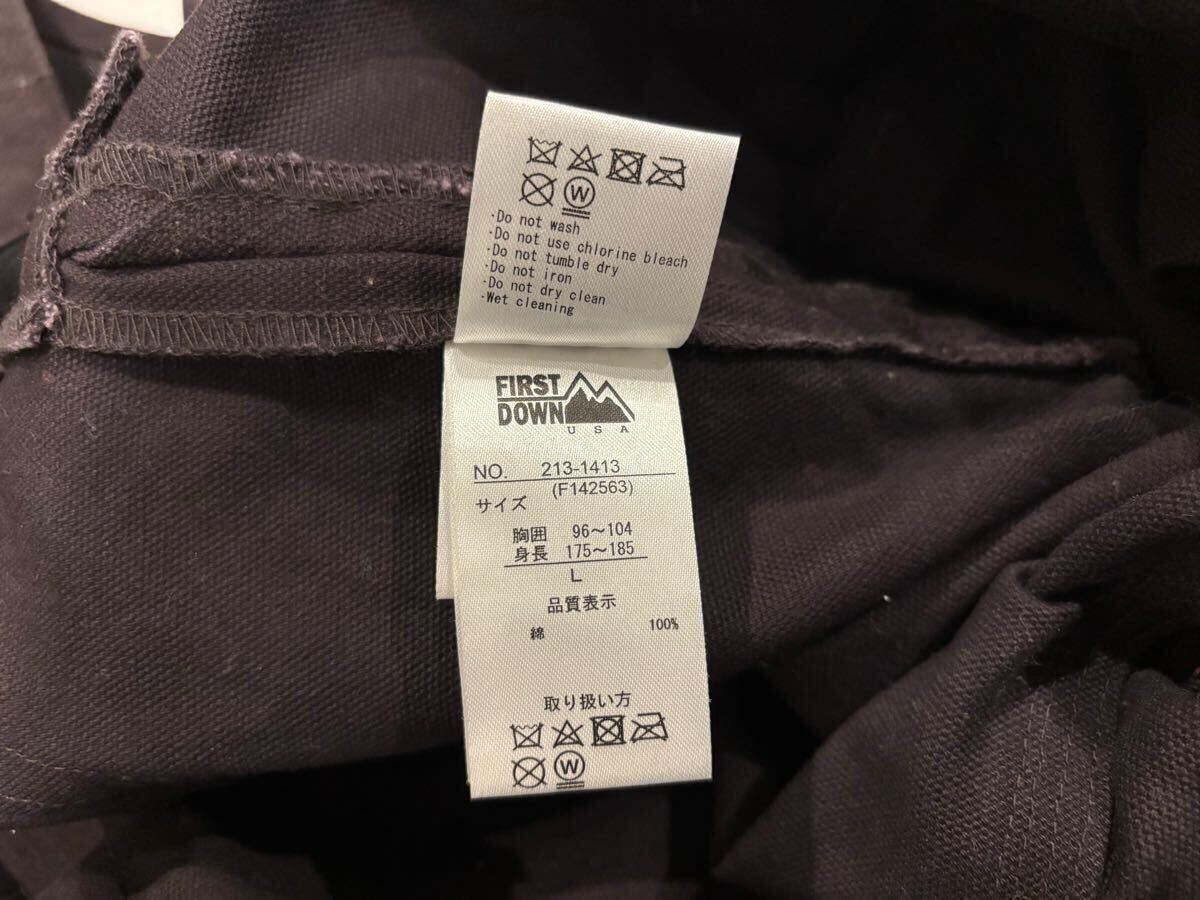 W
·Do not wash
·Do not use chlorine bleach
·Do not tumble dry
·Do not iron
·Do not dry clean
·Wet cleaning
FIRST
DOWN
USA
NO. 213-1413
サイズ (F142563)
胸囲 96～104
身長 175～185
L
品質表示
綿 100%
取り扱い方
W